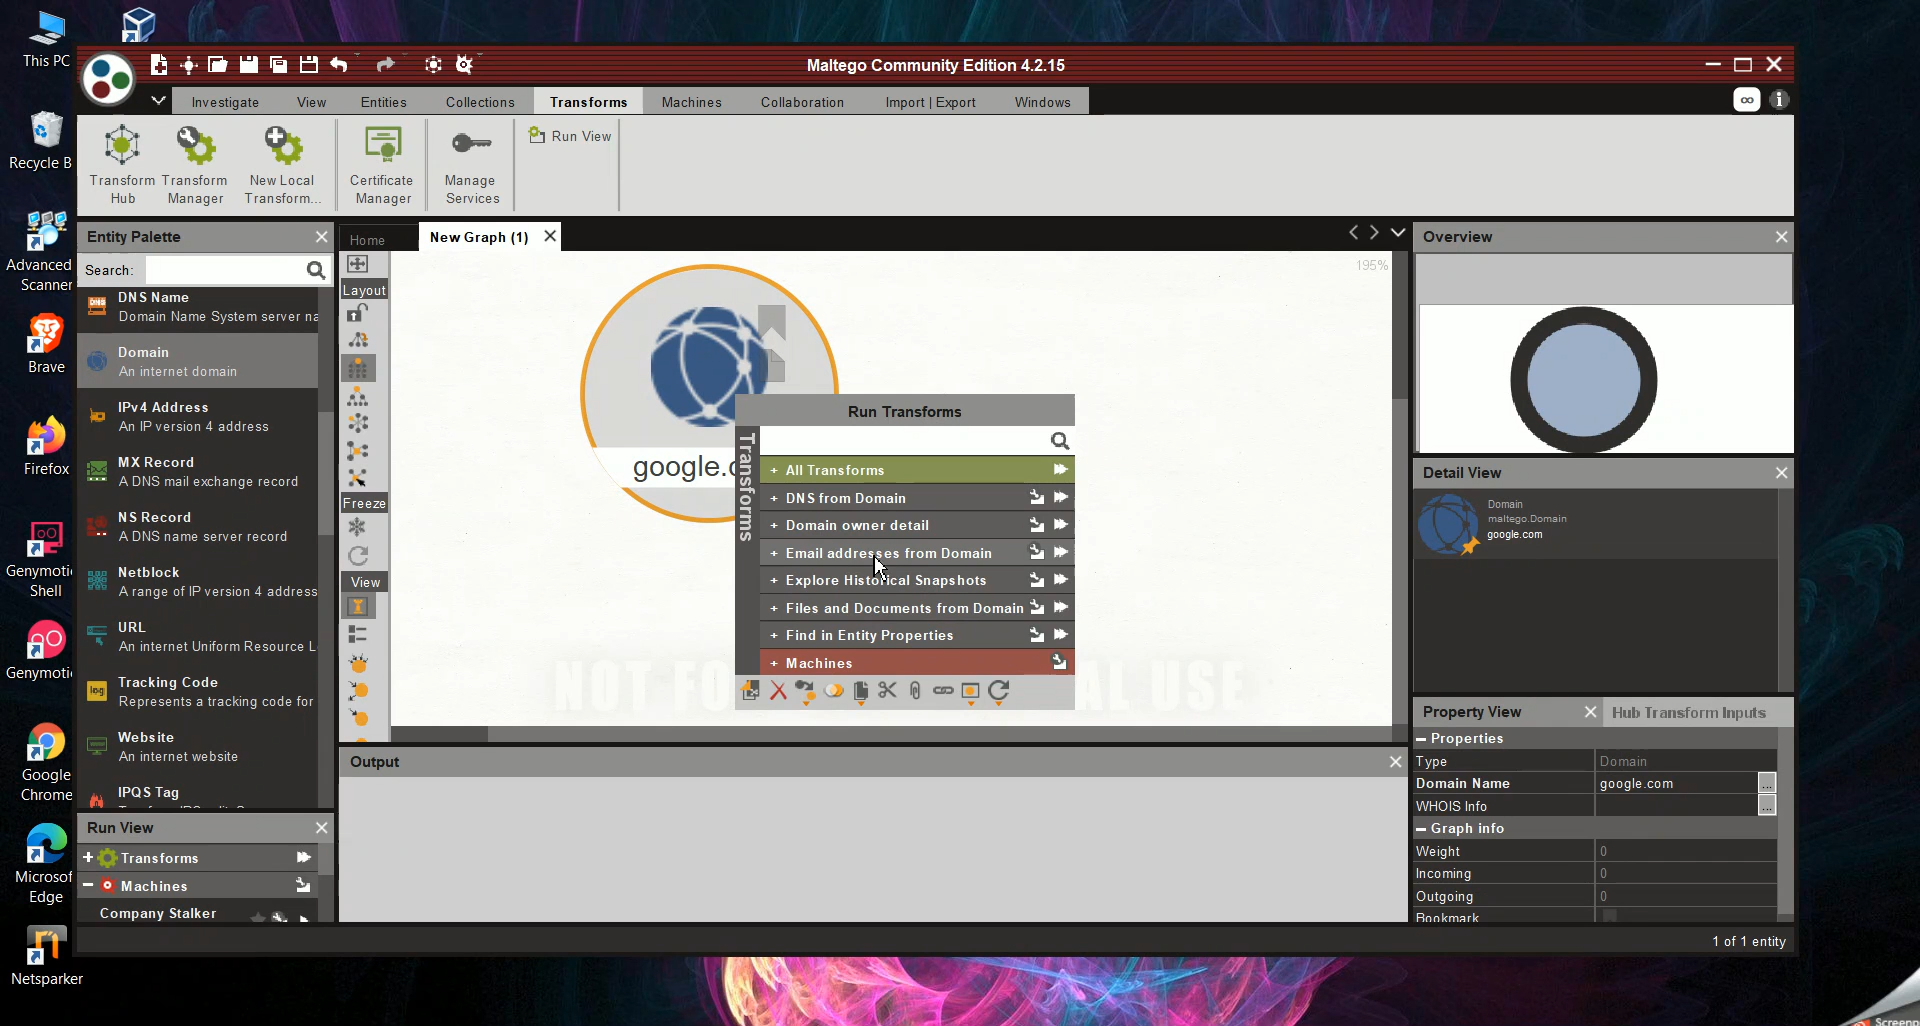 This PC
Recycle B
Advanced
Scanner
Brave
Firefox
Genymoti
Shell
Genymoti
Google
Chrome
Microsof
Edge
Netsparker
Maltego Community Edition 4.2.15
Investigate
View
Entities
Collections
Transforms
Machines
Collaboration
Import | Export
Windows
Transform
Hub
Transform
Manager
New Local
Transform...
Certificate
Manager
Manage
Services
Run View
Entity Palette
Search:
DNS Name
Domain Name System server na
Domain
An internet domain
IPv4 Address
An IP version 4 address
MX Record
A DNS mail exchange record
NS Record
A DNS name server record
Netblock
A range of IP version 4 address
URL
An internet Uniform Resource L
Tracking Code
Represents a tracking code for
Website
An internet website
IPQS Tag
Run View
Transforms
Machines
Company Stalker
Home
New Graph (1)
Layout
Freeze
View
195%
google.c
Run Transforms
Transforms
+ All Transforms
+ DNS from Domain
+ Domain owner detail
+ Email addresses from Domain
+ Explore Historical Snapshots
+ Files and Documents from Domain
+ Find in Entity Properties
+ Machines
NOT FO
AL USE
Output
Overview
Detail View
Domain
maltego.Domain
google.com
Property View
Hub Transform Inputs
Properties
Type Domain
Domain Name google.com
WHOIS Info
Graph info
Weight 0
Incoming 0
Outgoing 0
Bookmark
1 of 1 entity